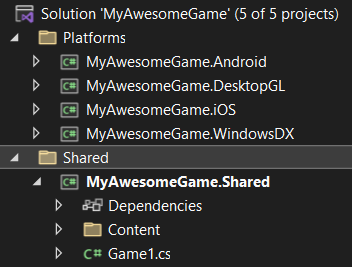 Solution 'MyAwesomeGame' (5 of 5 projects)
Platforms
C# MyAwesomeGame.Android
C# MyAwesomeGame.DesktopGL
C# MyAwesomeGame.iOS
C# MyAwesomeGame.WindowsDX
Shared
C# MyAwesomeGame.Shared
Dependencies
Content
C# Game1.cs